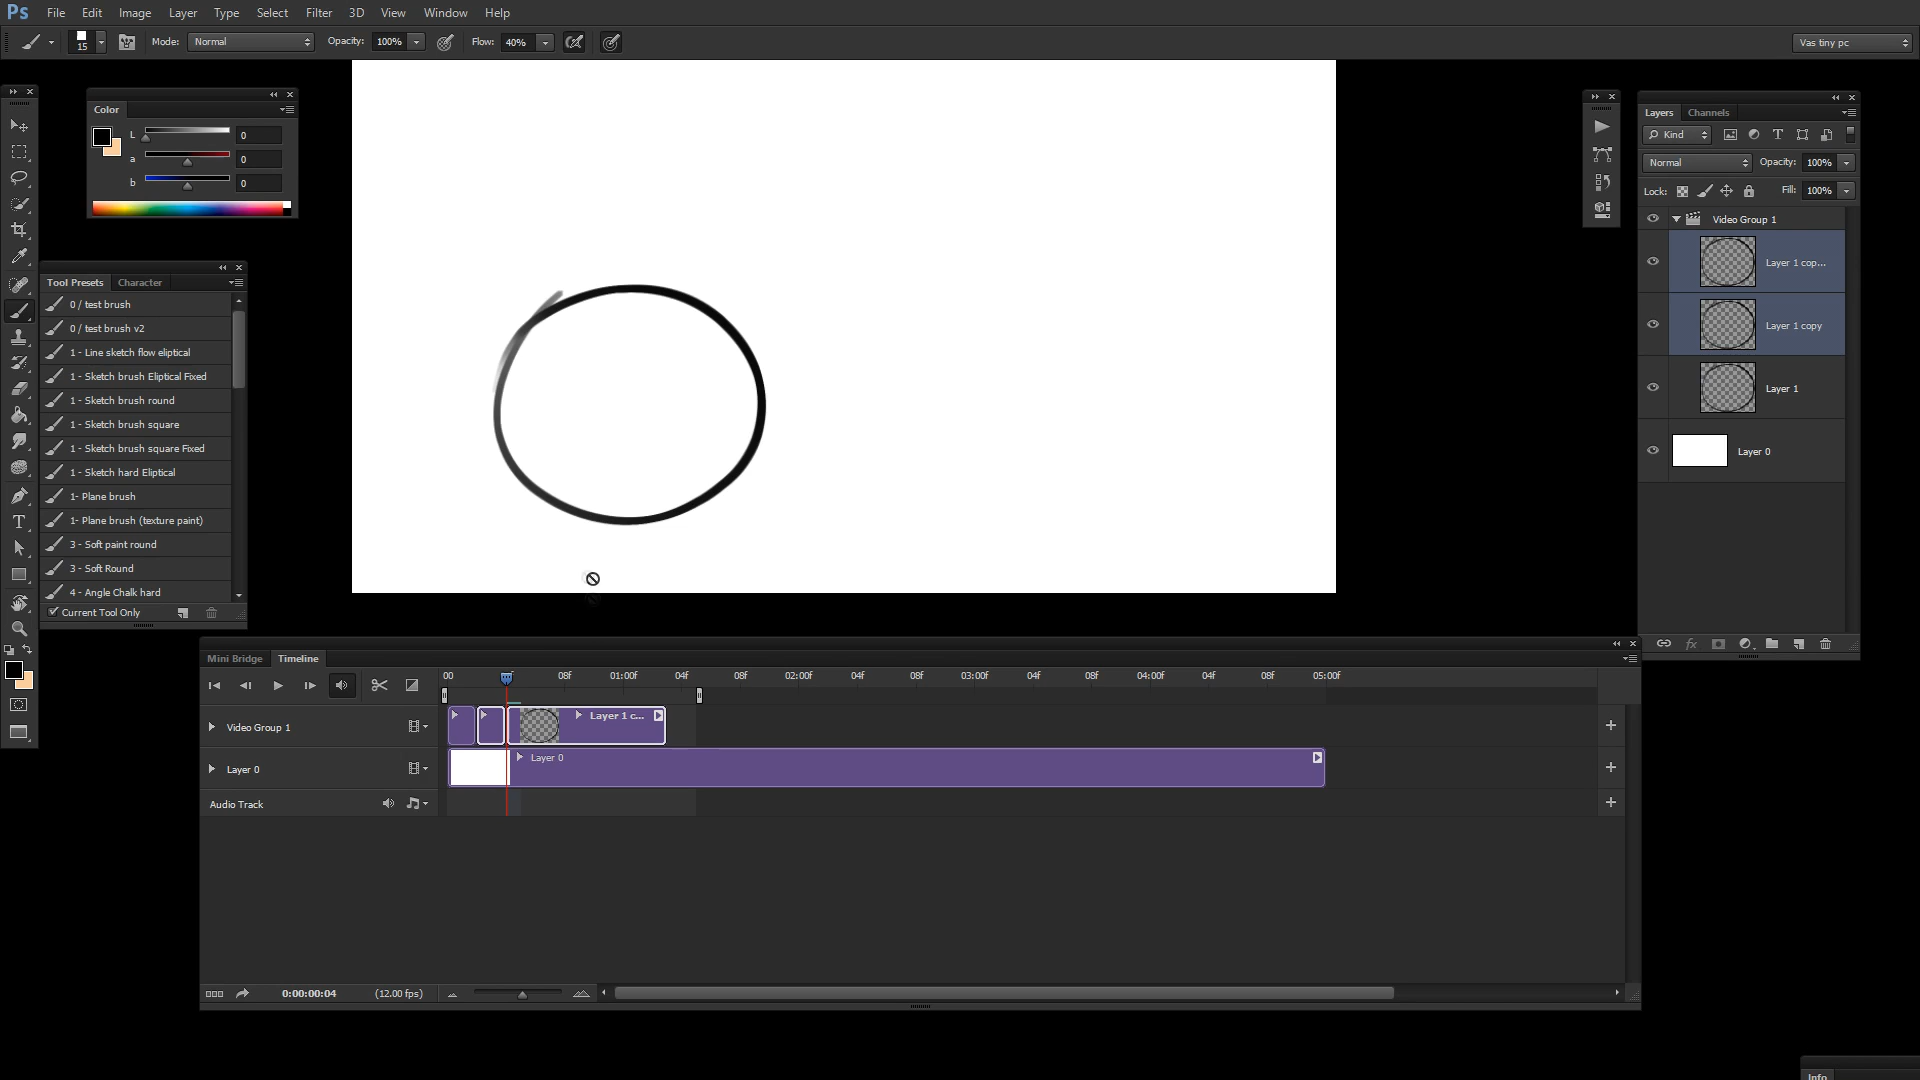 Ps File Edit Image Layer Type Select Filter 3D View Window Help
15 Mode: Normal Opacity: 100% Flow: 40% Vas tiny pc
Color
L 0
a 0
b 0
Tool Presets Character
0 / test brush
0 / test brush v2
1 - Line sketch flow eliptical
1 - Sketch brush Eliptical Fixed
1 - Sketch brush round
1 - Sketch brush square
1 - Sketch brush square Fixed
1 - Sketch hard Eliptical
1- Plane brush
1- Plane brush (texture paint)
3 - Soft paint round
3 - Soft Round
4 - Angle Chalk hard
Current Tool Only
Layers Channels
Kind
Normal Opacity: 100%
Lock: Fill: 100%
Video Group 1
Layer 1 cop...
Layer 1 copy
Layer 1
Layer 0
fx
Mini Bridge Timeline
00 08f 01:00f 04f 08f 02:00f 04f 08f 03:00f 04f 08f 04:00f 04f 08f 05:00f
Video Group 1 Layer 1 c...
Layer 0 Layer 0
Audio Track
0:00:00:04 (12.00 fps)
Info